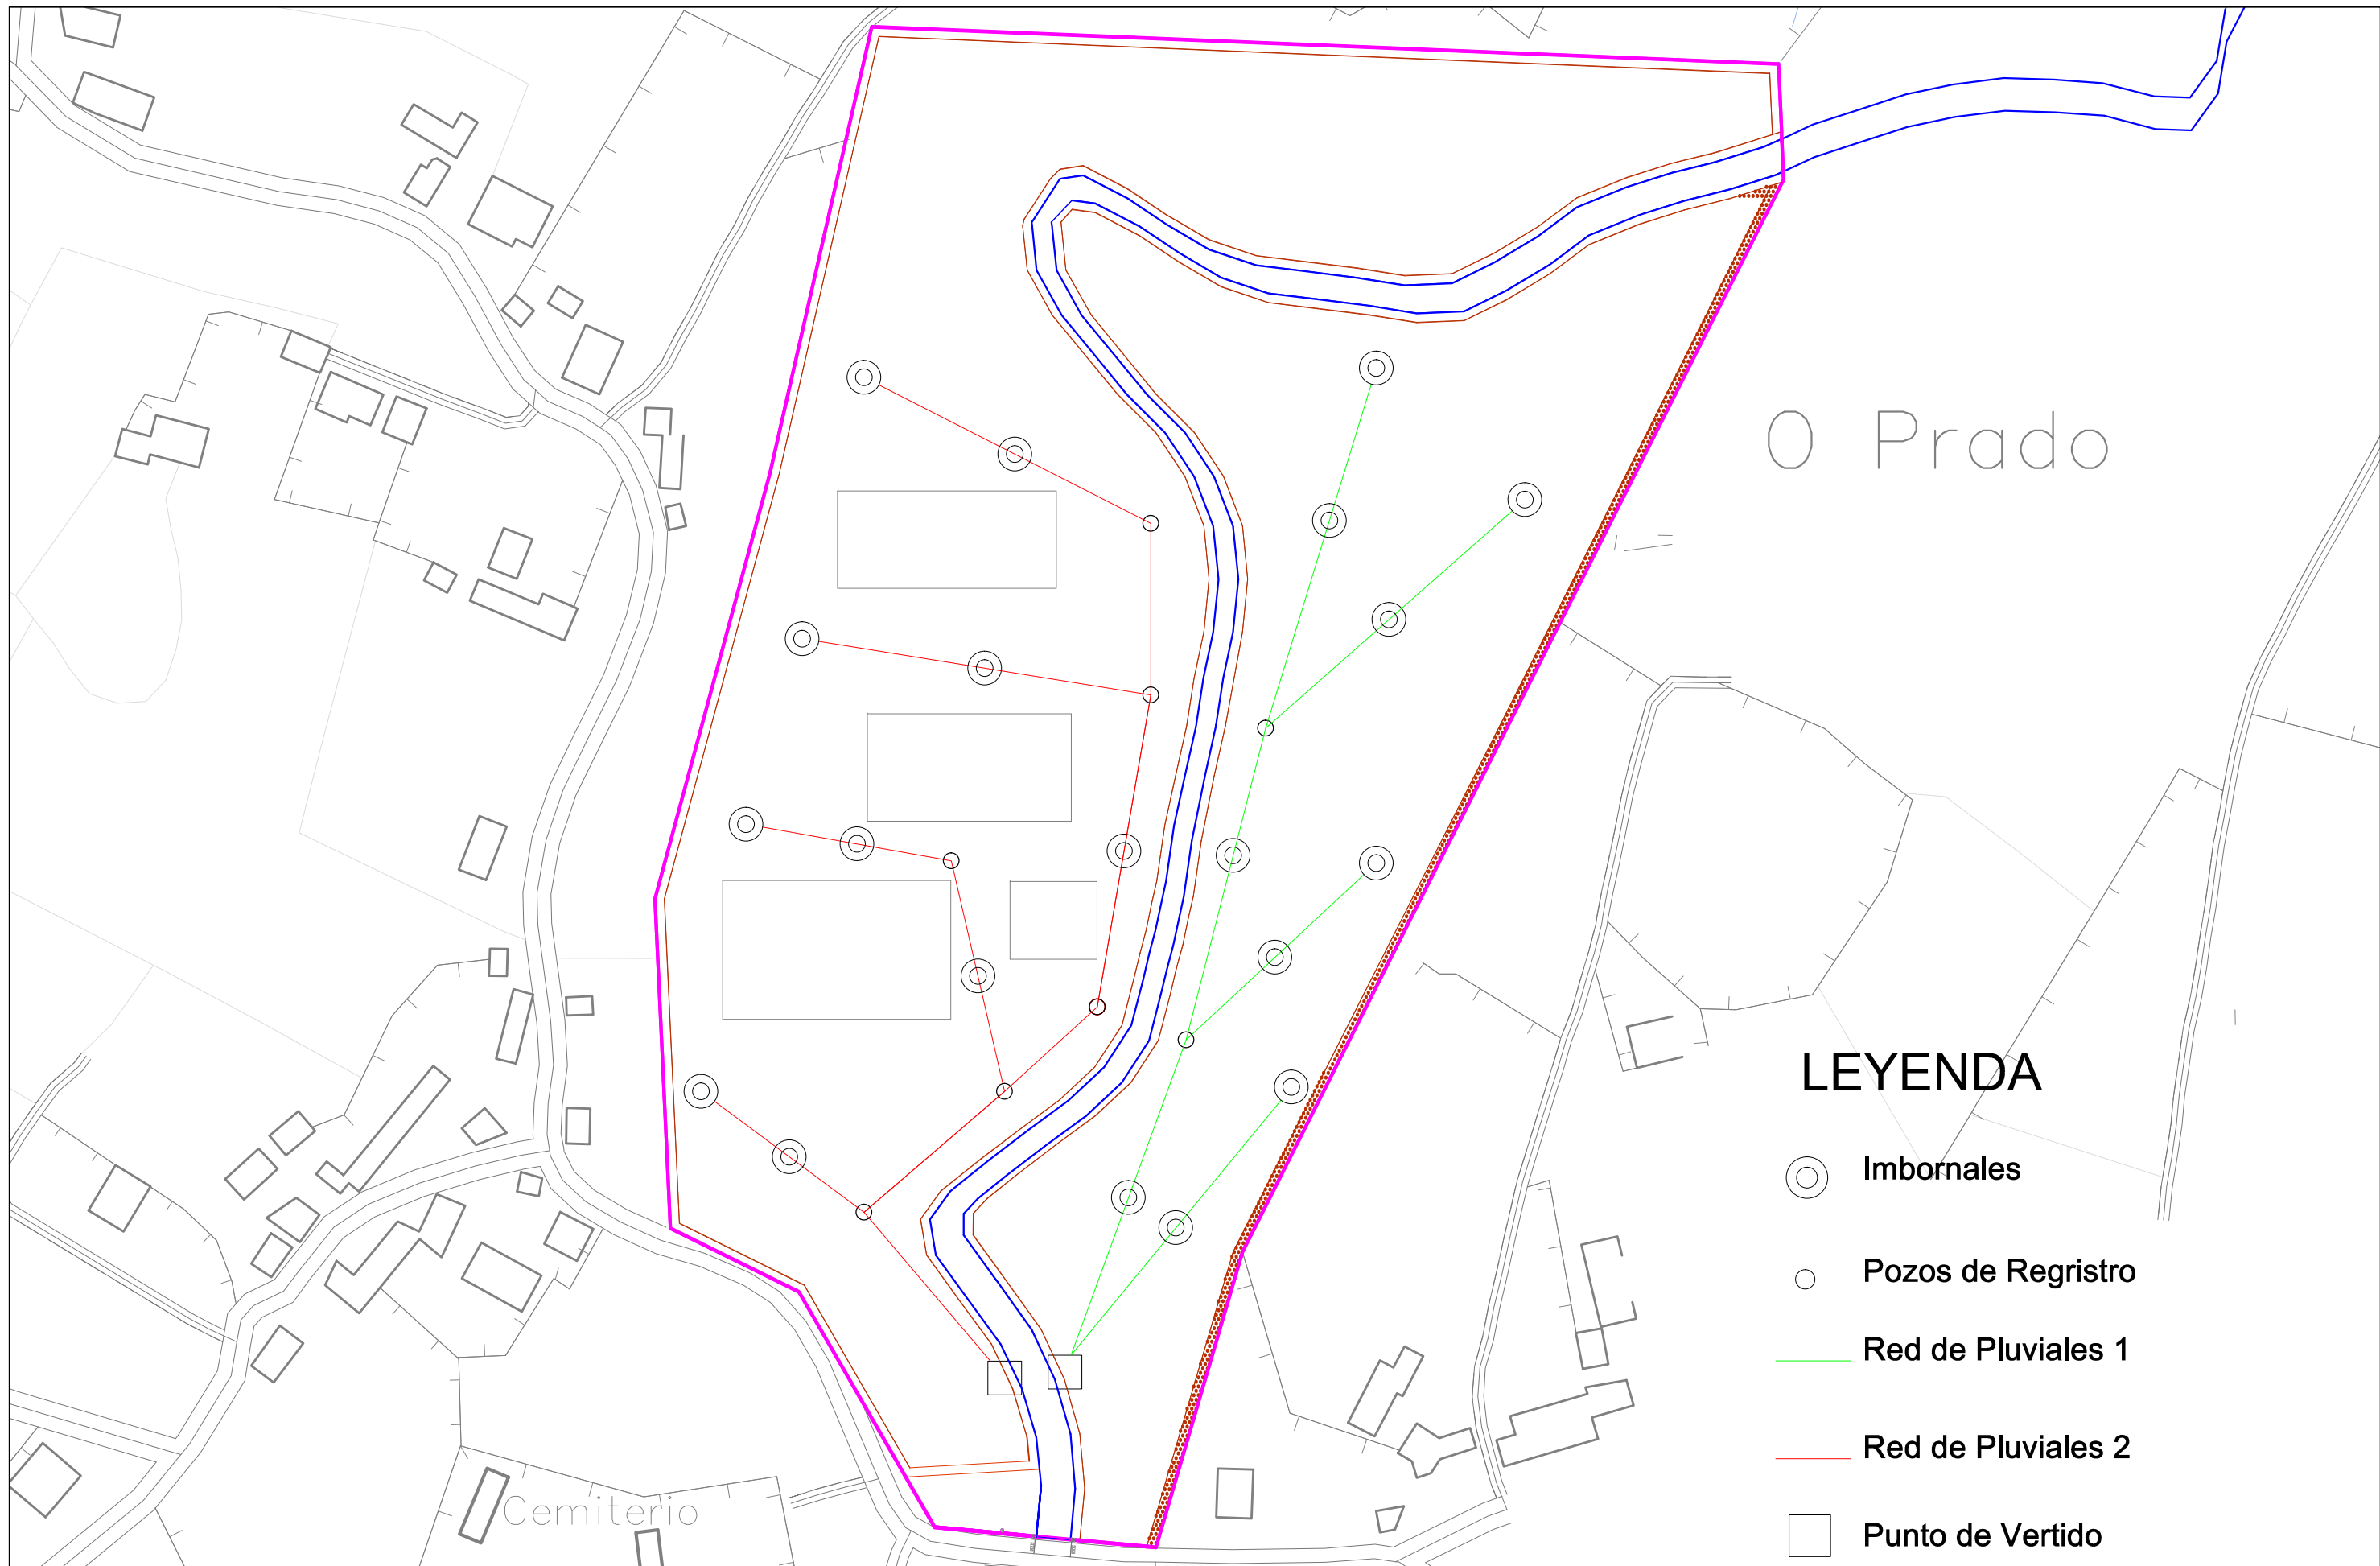 O Prado
LEYENDA
Imbornales
Pozos de Regristro
Red de Pluviales 1
Red de Pluviales 2
Punto de Vertido
Cemiterio